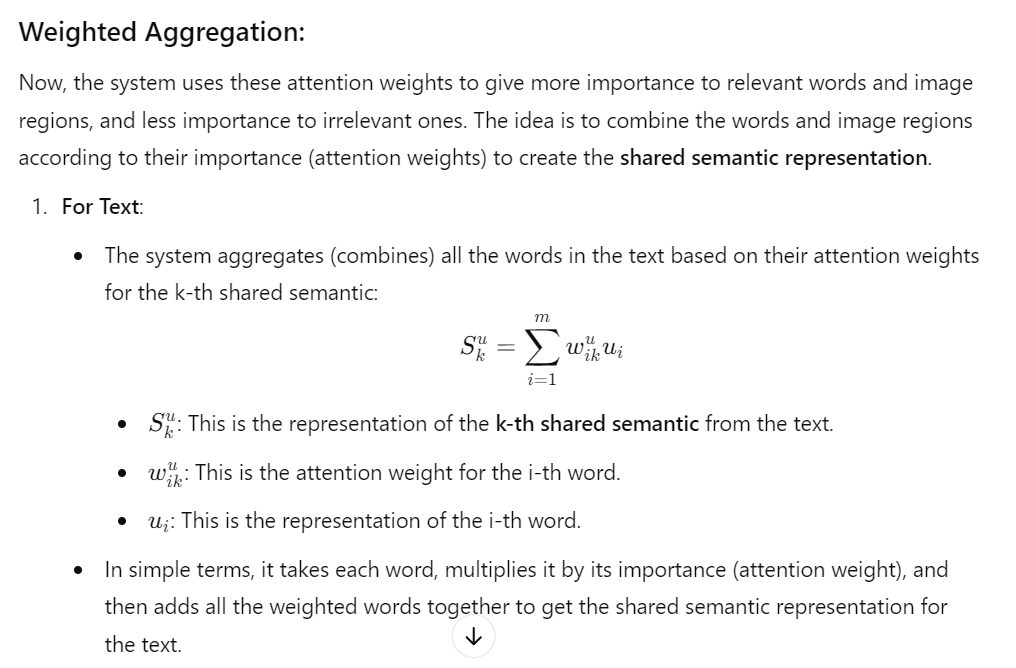 Weighted Aggregation:
Now, the system uses these attention weights to give more importance to relevant words and image
regions, and less importance to irrelevant ones. The idea is to combine the words and image regions
according to their importance (attention weights) to create the shared semantic representation.
1. For Text:
• The system aggregates (combines) all the words in the text based on their attention weights
for the k-th shared semantic:
$S_k^u = \sum_{i=1}^{m} w_{ik}^u u_i$
• $S_k^u$: This is the representation of the k-th shared semantic from the text.
• $w_{ik}^u$: This is the attention weight for the i-th word.
• $u_i$: This is the representation of the i-th word.
• In simple terms, it takes each word, multiplies it by its importance (attention weight), and
then adds all the weighted words together to get the shared semantic representation for
the text.